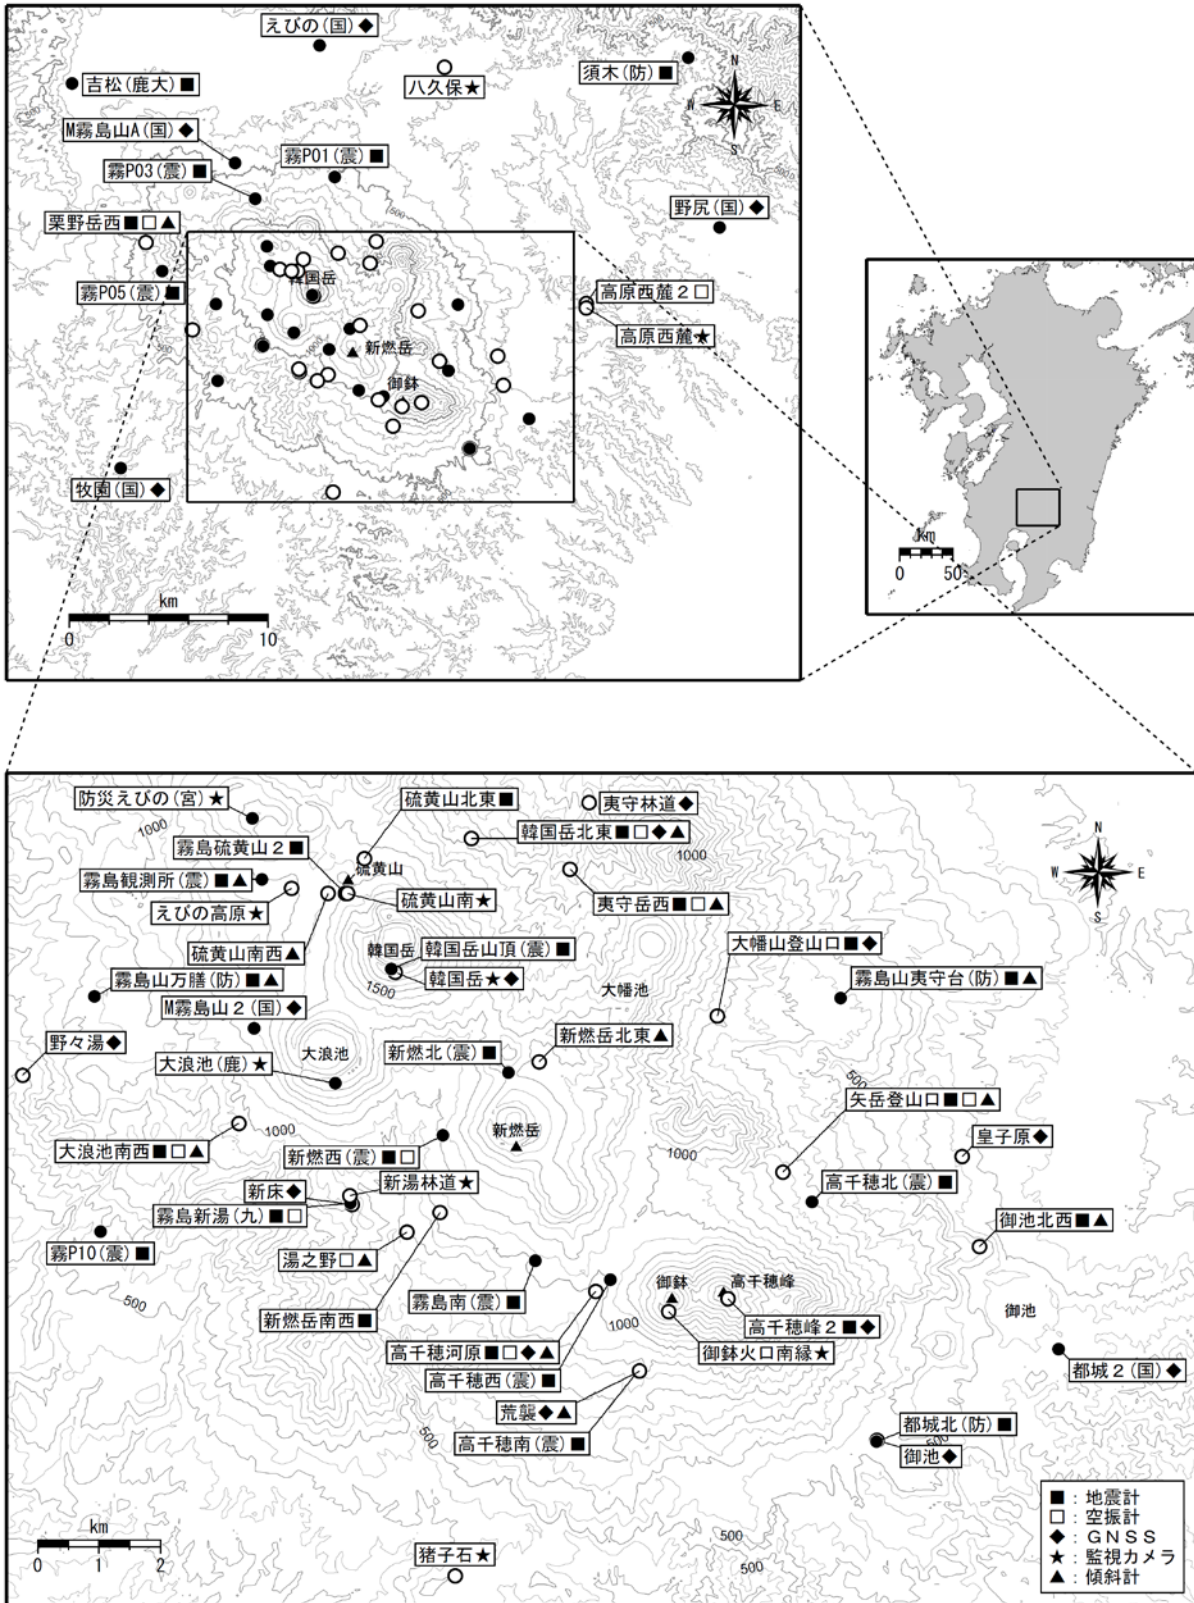 えびの(国)◆
吉松(鹿大)■
八久保★
須木(防)■
N
W
E
S
M霧島山A(国)◆
霧P01(震)■
霧P03(震)■
500
栗野岳西■□▲
野尻(国)◆
霧P05(震)■
韓国岳
高原西麓2□
高原西麓★
新燃岳
1000
500
御鉢
牧園(国)◆
km
0
10
km
0
50
防災えびの(宮)★
硫黄山北東■
夷守林道◆
1000
霧島硫黄山2■
韓国岳北東■□◆▲
1000
硫黄山
霧島観測所(震)■▲
えびの高原★
硫黄山南★
夷守岳西■□▲
硫黄山南西▲
韓国岳
韓国岳山頂(震)■
大幡山登山口■◆
霧島山万膳(防)■▲
1500
韓国岳★◆
大幡池
霧島山夷守台(防)■▲
M霧島山2(国)◆
野々湯◆
大浪池
新燃北(震)■
新燃岳北東▲
大浪池(鹿)★
500
矢岳登山口■□▲
大浪池南西■□▲
1000
新燃西(震)■□
新燃岳
1000
皇子原◆
新床◆
新湯林道★
高千穂北(震)■
霧島新湯(九)■□
御池北西■▲
霧P10(震)■
湯之野□▲
500
霧島南(震)■
御鉢
高千穂峰
御池
新燃岳南西■
1000
高千穂峰2■◆
高千穂河原■□◆▲
御鉢火口南縁★
高千穂西(震)■
都城2(国)◆
荒襲◆▲
高千穂南(震)■
500
都城北(防)■
500
御池◆
N
W
E
S
km
0
1
2
猪子石★
500
500
■:地震計
□:空振計
◆:GNSS
★:監視カメラ
▲:傾斜計